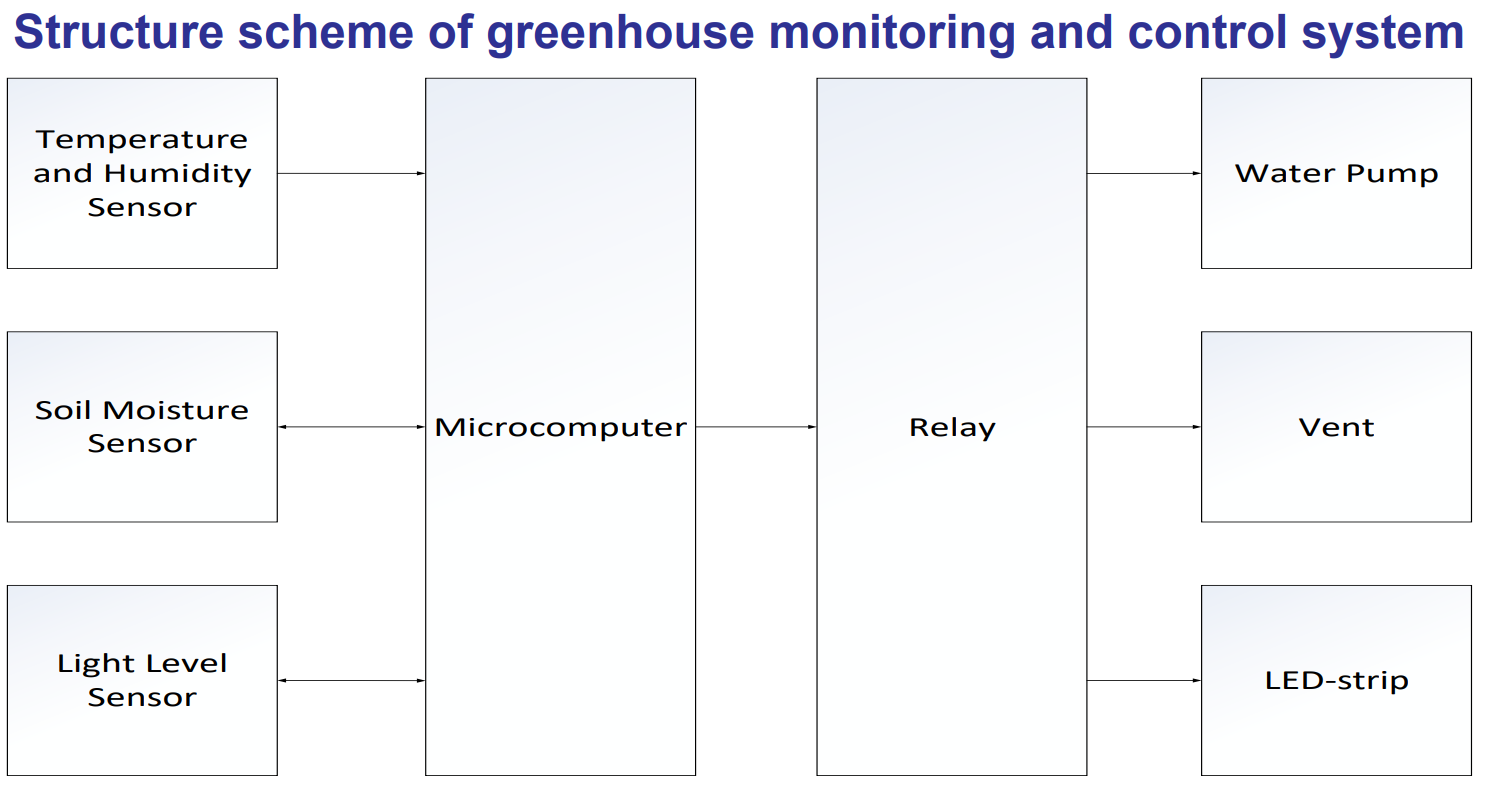 Structure scheme of greenhouse monitoring and control system
Temperature
and Humidity
Sensor
Soil Moisture
Sensor
Light Level
Sensor
Microcomputer
Relay
Water Pump
Vent
LED-strip